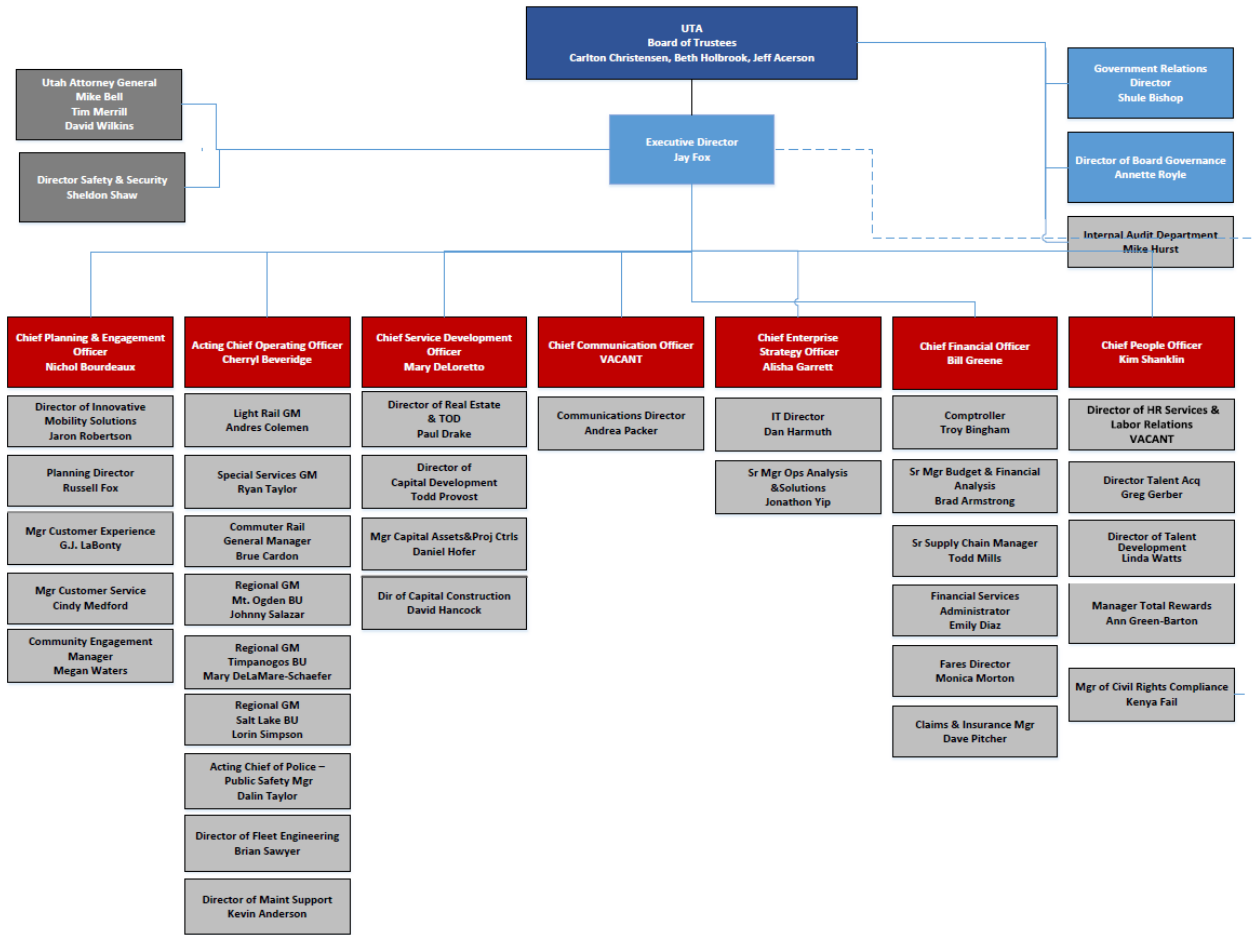 UTA
Board of Trustees
Carlton Christensen, Beth Holbrook, Jeff Acerson
Government Relations
Director
Shule Bishop
Utah Attorney General
Mike Bell
Tim Merrill
David Wilkins
Executive Director
Jay Fox
Director of Board Governance
Annette Royle
Director Safety & Security
Sheldon Shaw
Internal Audit Department
Mike Hurst
Chief Planning & Engagement
Officer
Nichol Bourdeaux
Director of Innovative
Mobility Solutions
Jaron Robertson
Planning Director
Russell Fox
Mgr Customer Experience
G.J. LaBonty
Mgr Customer Service
Cindy Medford
Community Engagement
Manager
Megan Waters
Acting Chief Operating Officer
Cherryl Beveridge
Light Rail GM
Andres Colemen
Special Services GM
Ryan Taylor
Commuter Rail
General Manager
Brue Cardon
Regional GM
Mt. Ogden BU
Johnny Salazar
Regional GM
Timpanogos BU
Mary DeLaMare-Schaefer
Regional GM
Salt Lake BU
Lorin Simpson
Acting Chief of Police –
Public Safety Mgr
Dalin Taylor
Director of Fleet Engineering
Brian Sawyer
Director of Maint Support
Kevin Anderson
Chief Service Development
Officer
Mary DeLoretto
Director of Real Estate
& TOD
Paul Drake
Director of
Capital Development
Todd Provost
Mgr Capital Assets&Proj Ctrls
Daniel Hofer
Dir of Capital Construction
David Hancock
Chief Communication Officer
VACANT
Communications Director
Andrea Packer
Chief Enterprise
Strategy Officer
Alisha Garrett
IT Director
Dan Harmuth
Sr Mgr Ops Analysis
&Solutions
Jonathon Yip
Chief Financial Officer
Bill Greene
Comptroller
Troy Bingham
Sr Mgr Budget & Financial
Analysis
Brad Armstrong
Sr Supply Chain Manager
Todd Mills
Financial Services
Administrator
Emily Diaz
Fares Director
Monica Morton
Claims & Insurance Mgr
Dave Pitcher
Chief People Officer
Kim Shanklin
Director of HR Services &
Labor Relations
VACANT
Director Talent Acq
Greg Gerber
Director of Talent
Development
Linda Watts
Manager Total Rewards
Ann Green-Barton
Mgr of Civil Rights Compliance
Kenya Fail